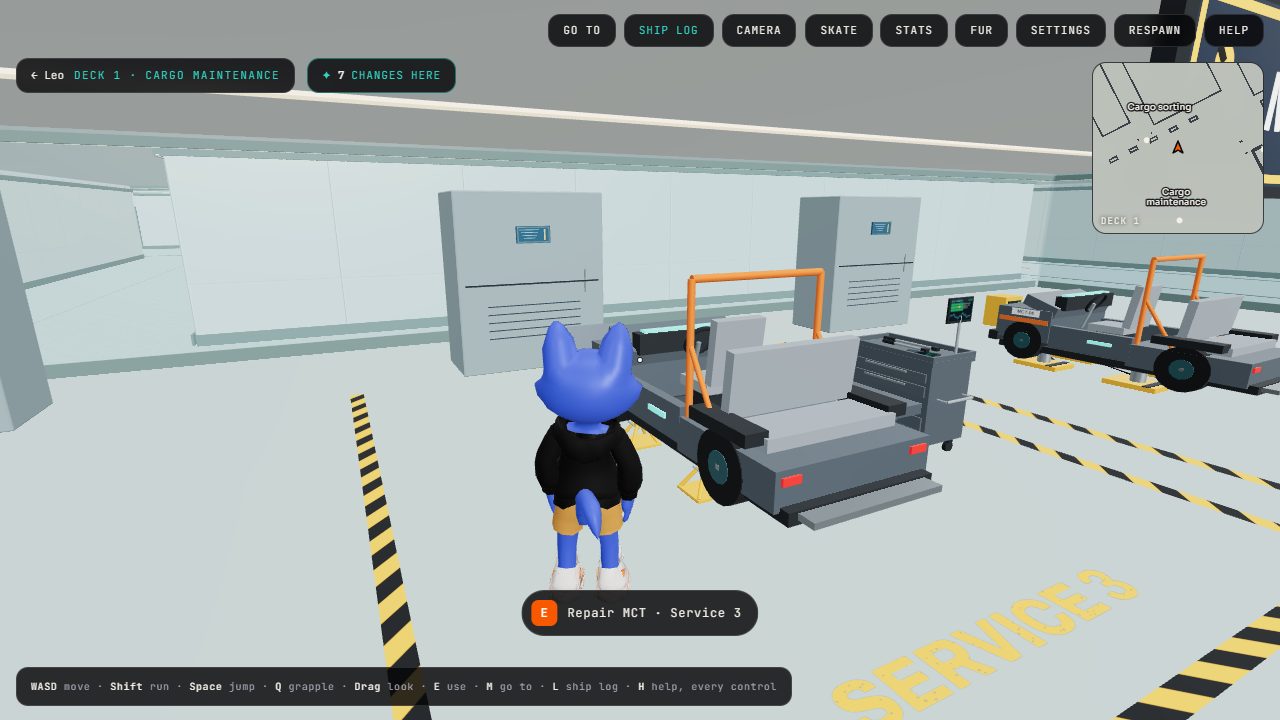 GO TO
SHIP LOG
CAMERA
SKATE
STATS
FUR
SETTINGS
RESPAWN
HELP
← Leo DECK 1 · CARGO MAINTENANCE
✦ 7 CHANGES HERE
Cargo sorting
Cargo
maintenance
DECK 1
E Repair MCT · Service 3
SERVICE 3
WASD move · Shift run · Space jump · Q grapple · Drag look · E use · M go to · L ship log · H help, every control